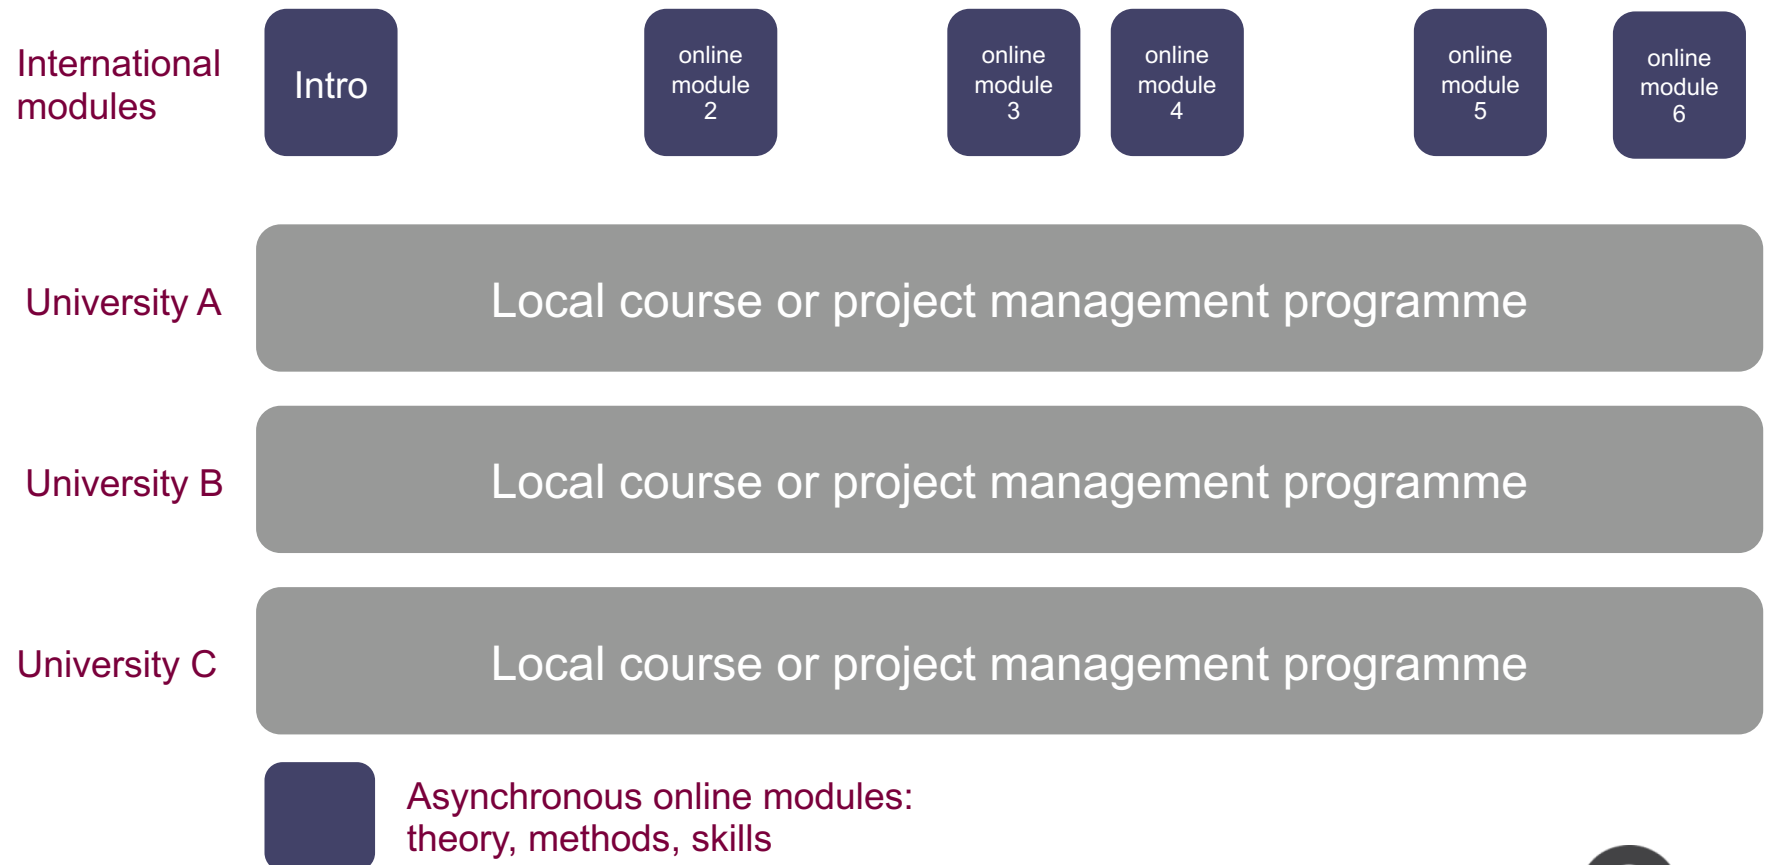 International
modules
Intro
online
module
2
online
module
3
online
module
4
online
module
5
online
module
6
University A
Local course or project management programme
University B
Local course or project management programme
University C
Local course or project management programme
Asynchronous online modules:
theory, methods, skills